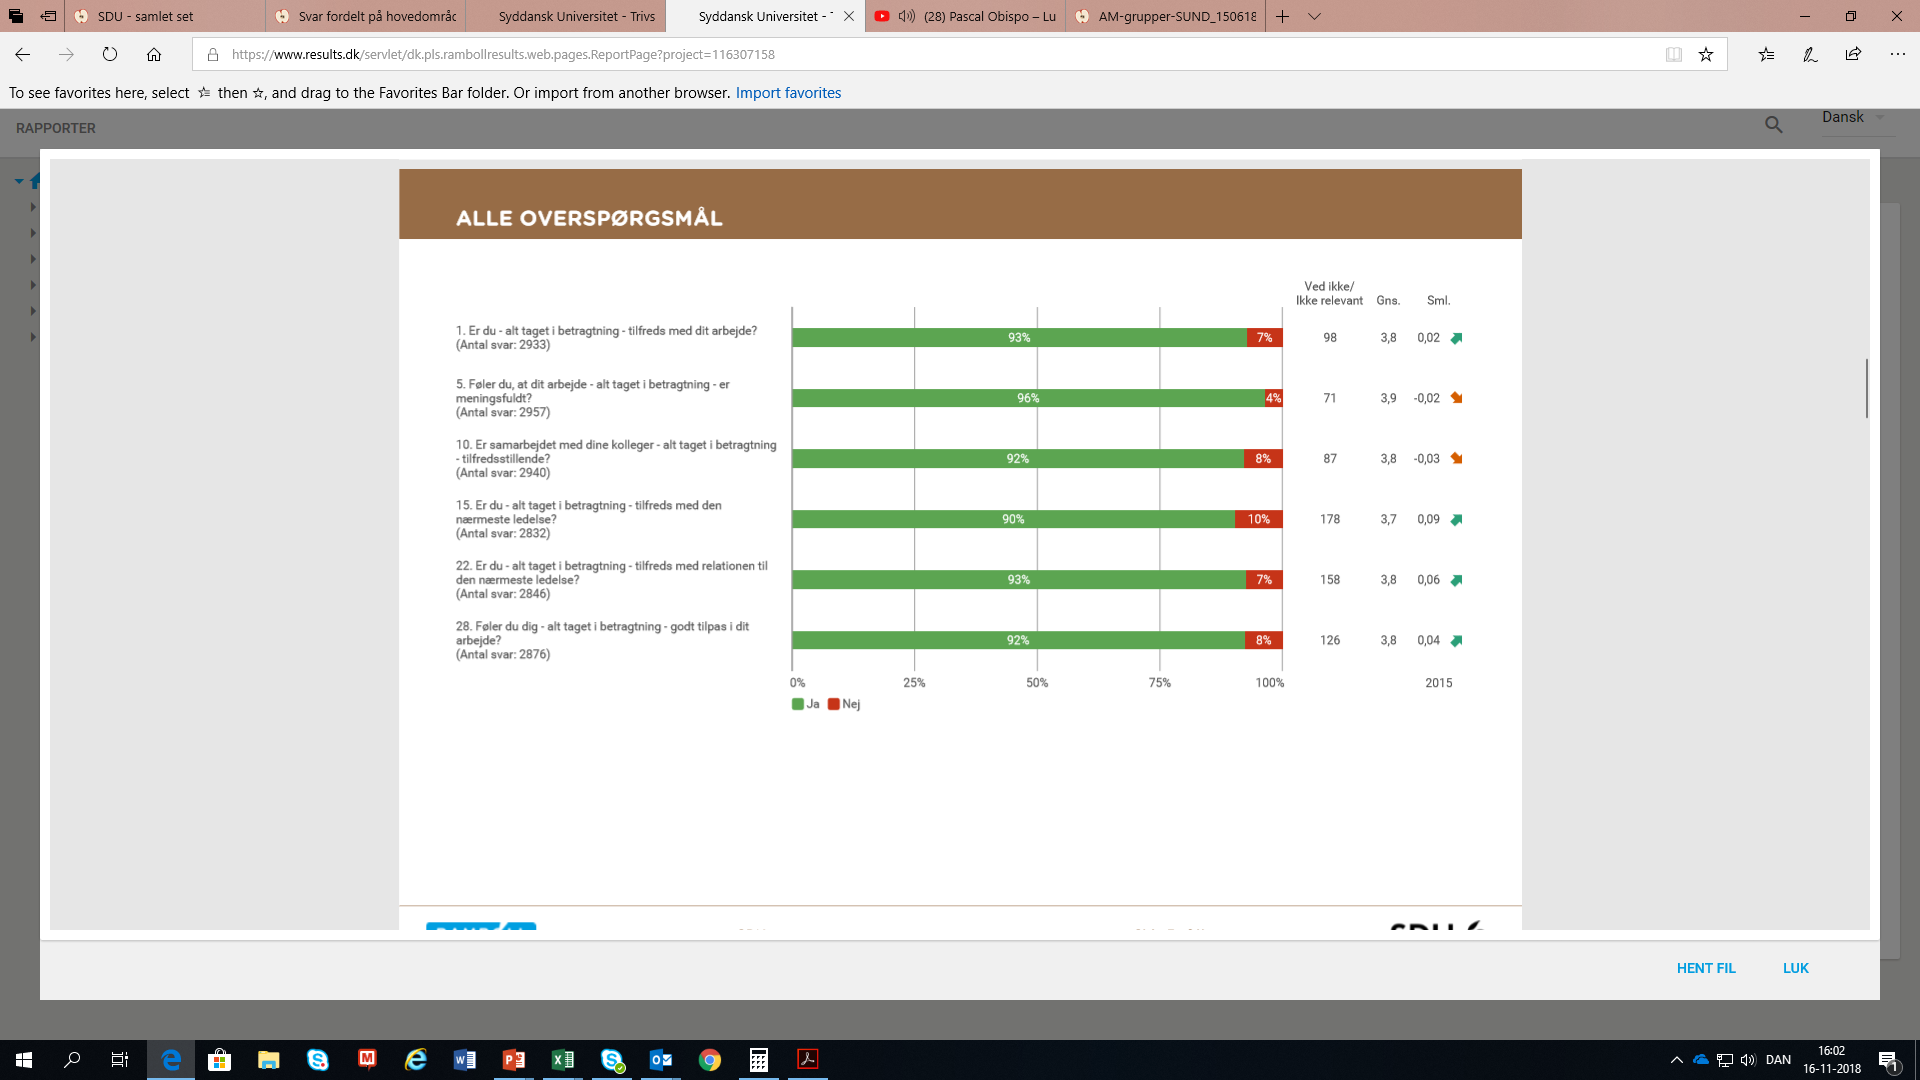 SDU - samlet set
Svar fordelt på hovedområc
Syddansk Universitet - Trivs
Syddansk Universitet - T
(28) Pascal Obispo – Lu
AM-grupper-SUND_150618
https://www.results.dk/servlet/dk.pls.rambollresults.web.pages.ReportPage?project=116307158
To see favorites here, select then ☆, and drag to the Favorites Bar folder. Or import from another browser. Import favorites
RAPPORTER
Dansk
ALLE OVERSPØRGSMÅL
Ved ikke/
Ikke relevant Gns. Sml.
1. Er du - alt taget i betragtning - tilfreds med dit arbejde?
(Antal svar: 2933)
93% 7% 98 3,8 0,02
5. Føler du, at dit arbejde - alt taget i betragtning - er
meningsfuldt?
(Antal svar: 2957)
96% 4% 71 3,9 -0,02
10. Er samarbejdet med dine kolleger - alt taget i betragtning
- tilfredsstillende?
(Antal svar: 2940)
92% 8% 87 3,8 -0,03
15. Er du - alt taget i betragtning - tilfreds med den
nærmeste ledelse?
(Antal svar: 2832)
90% 10% 178 3,7 0,09
22. Er du - alt taget i betragtning - tilfreds med relationen til
den nærmeste ledelse?
(Antal svar: 2846)
93% 7% 158 3,8 0,06
28. Føler du dig - alt taget i betragtning - godt tilpas i dit
arbejde?
(Antal svar: 2876)
92% 8% 126 3,8 0,04
0% 25% 50% 75% 100% 2015
Ja Nej
SDU
HENT FIL LUK
DAN
16:02
16-11-2018
1